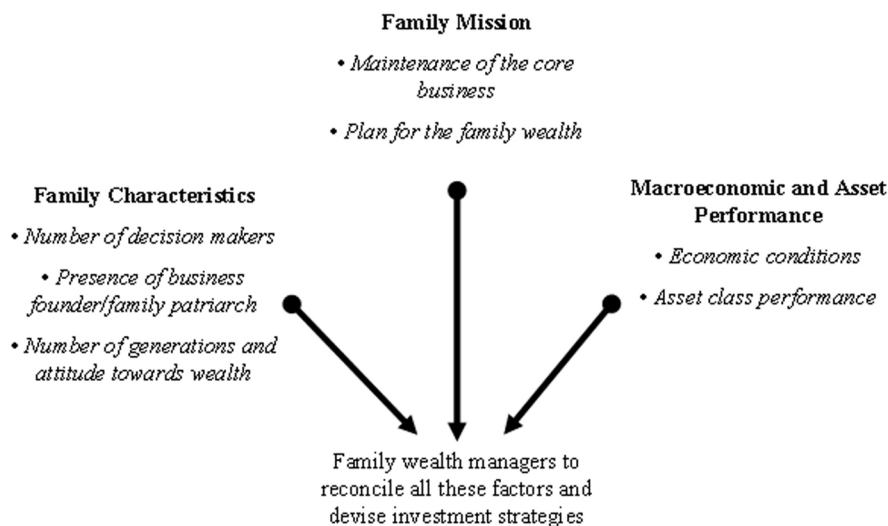 Family Mission
• Maintenance of the core
business
• Plan for the family wealth
Family Characteristics
• Number of decision makers
• Presence of business
founder/family patriarch
• Number of generations and
attitude towards wealth
Macroeconomic and Asset
Performance
• Economic conditions
• Asset class performance
Family wealth managers to
reconcile all these factors and
devise investment strategies